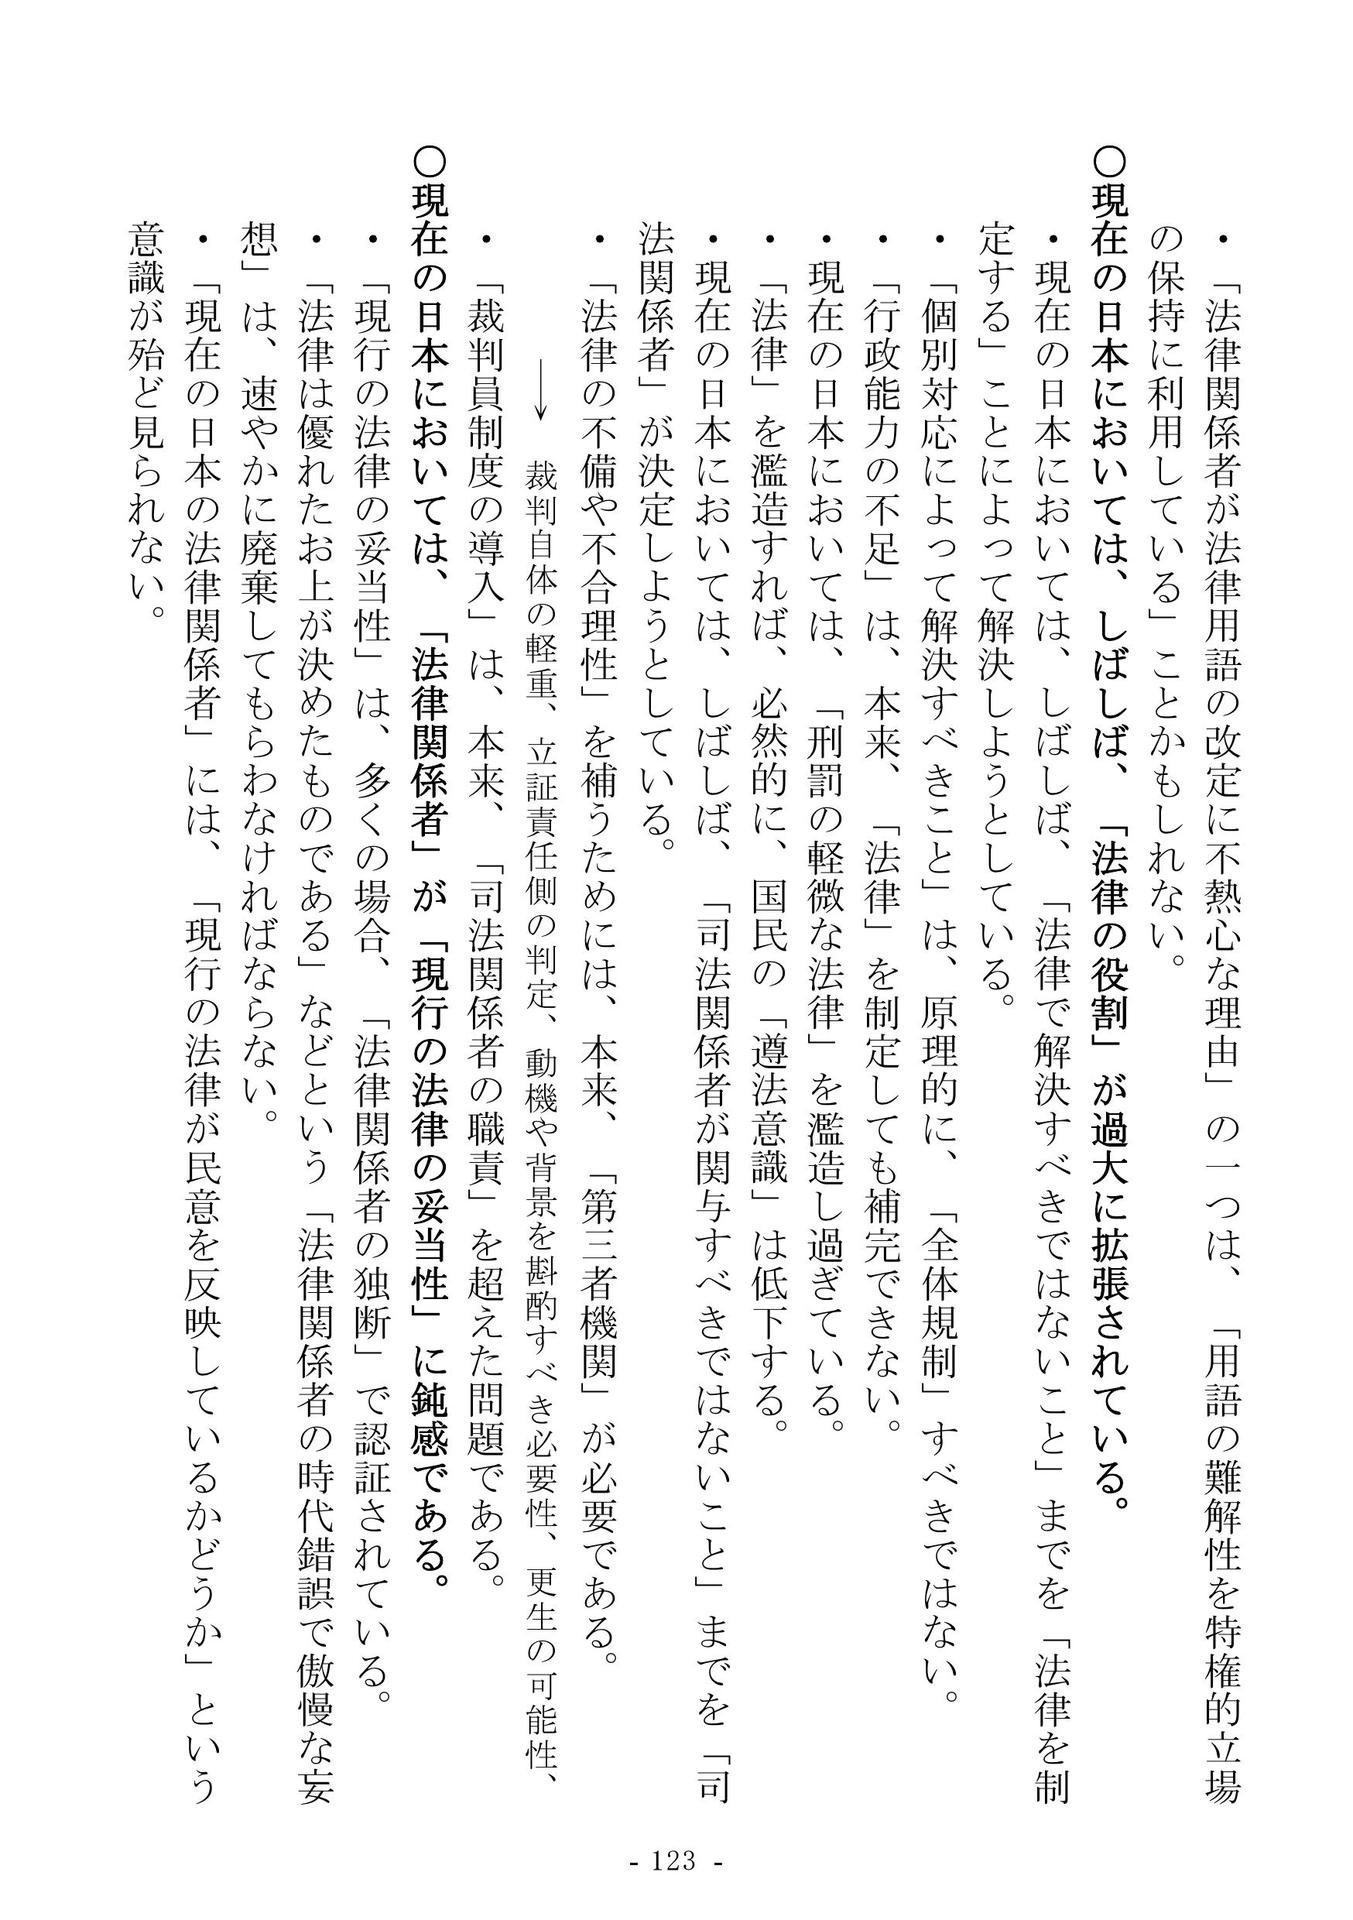 ・「法律関係者が法律用語の改定に不熱心な理由」の一つは、「用語の難解性を特権的立場
の保持に利用している」ことかもしれない。
〇現在の日本においては、しばしば、「法律の役割」が過大に拡張されている。
・現在の日本においては、しばしば、「法律で解決すべきではないこと」までを「法律を制
定する」ことによって解決しようとしている。
・「個別対応によって解決すべきこと」は、原理的に、「全体規制」すべきではない。
・「行政能力の不足」は、本来、「法律」を制定しても補完できない。
・現在の日本においては、「刑罰の軽微な法律」を濫造し過ぎている。
・「法律」を濫造すれば、必然的に、国民の「遵法意識」は低下する。
・現在の日本においては、しばしば、「司法関係者が関与すべきではないこと」までを「司
法関係者」が決定しようとしている。
・「法律の不備や不合理性」を補うためには、本来、「第三者機関」が必要である。
→ 裁判自体の軽重、立証責任側の判定、動機や背景を斟酌すべき必要性、更生の可能性、
・「裁判員制度の導入」は、本来、「司法関係者の職責」を超えた問題である。
〇現在の日本においては、「法律関係者」が「現行の法律の妥当性」に鈍感である。
・「現行の法律の妥当性」は、多くの場合、「法律関係者の独断」で認証されている。
・「法律は優れたお上が決めたものである」などという「法律関係者の時代錯誤で傲慢な妄
想」は、速やかに廃棄してもらわなければならない。
・「現在の日本の法律関係者」には、「現行の法律が民意を反映しているかどうか」という
意識が殆ど見られない。
- 123 -